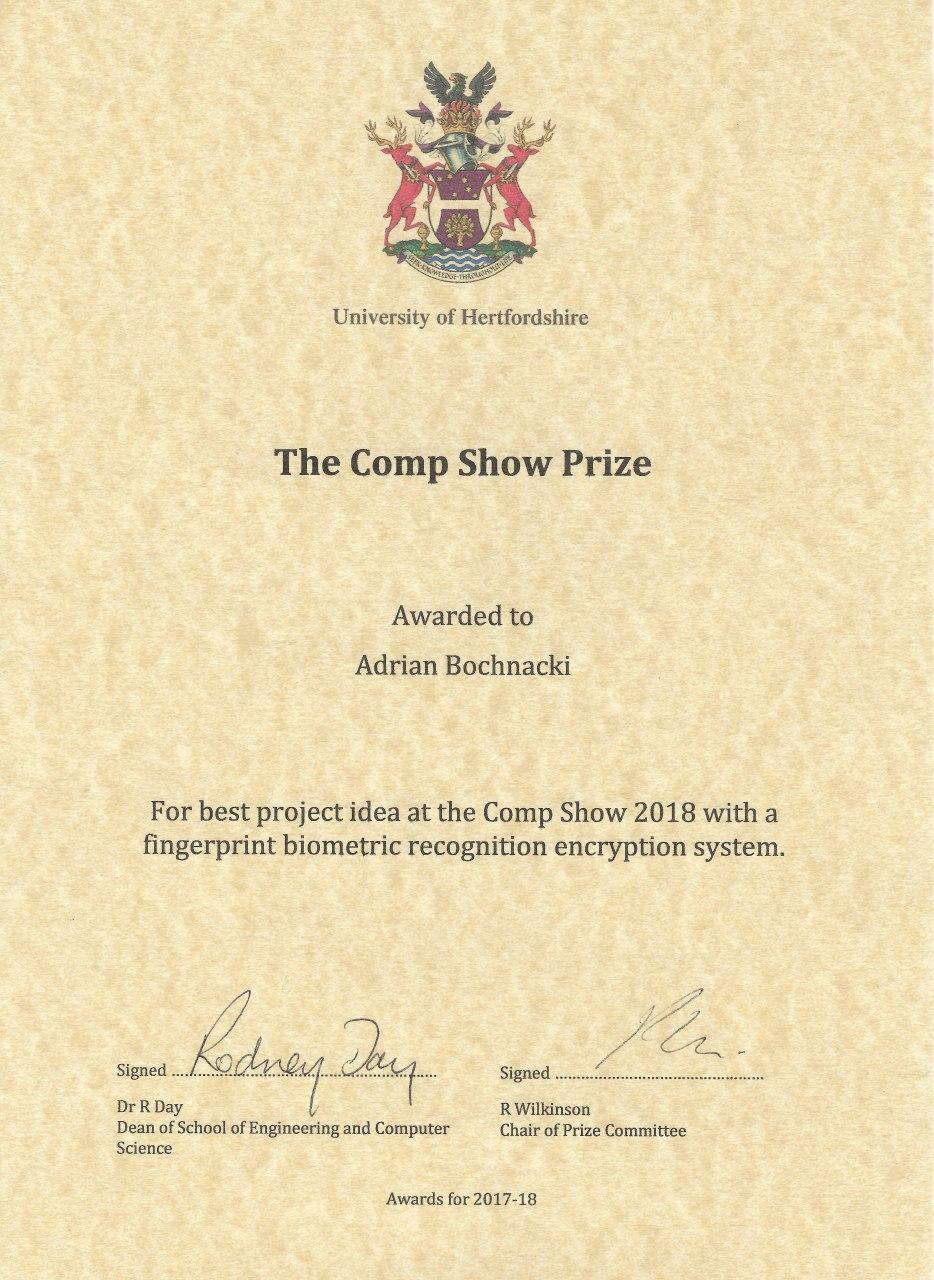 SEEK·KNOWLEDGE·THROUGHOUT·LIFE
University of Hertfordshire
The Comp Show Prize
Awarded to
Adrian Bochnacki
For best project idea at the Comp Show 2018 with a
fingerprint biometric recognition encryption system.
Signed ........ Rodney Day ........
Signed ........
Dr R Day
Dean of School of Engineering and Computer
Science
R Wilkinson
Chair of Prize Committee
Awards for 2017-18